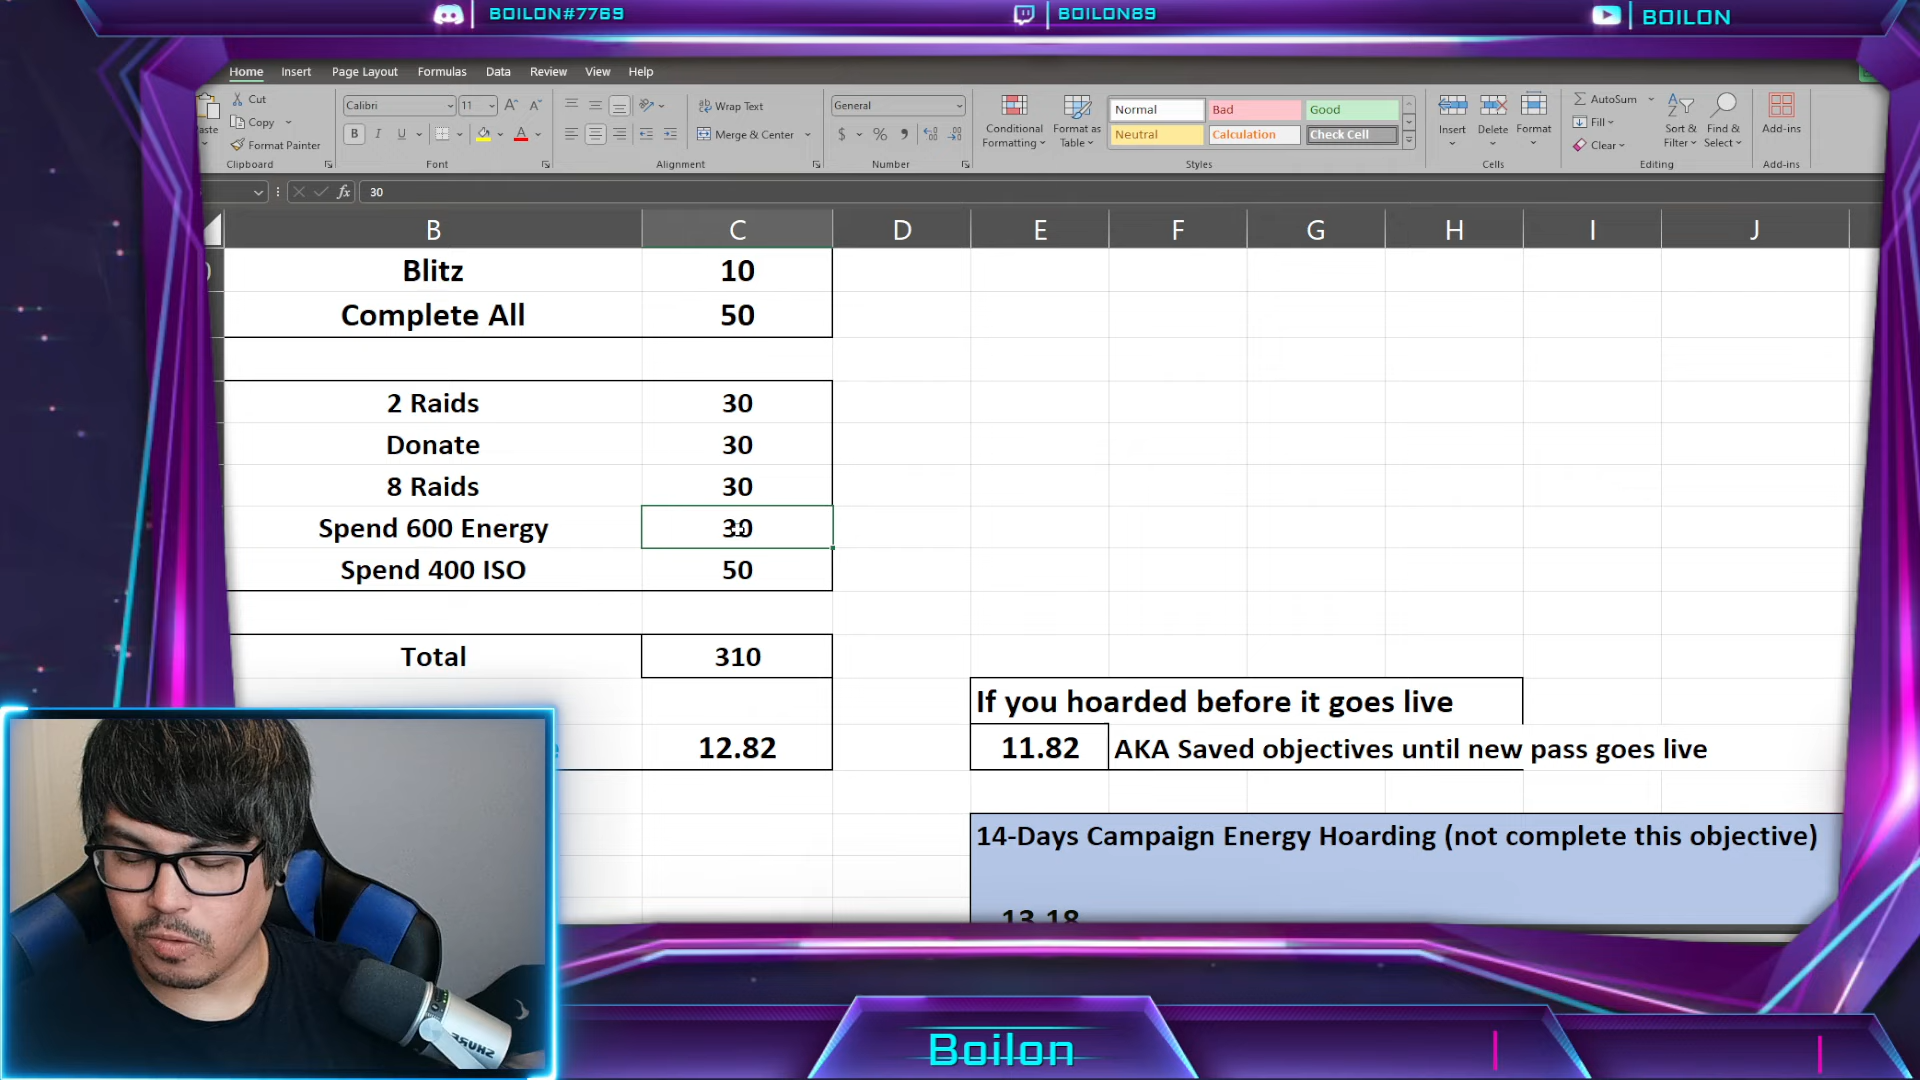 BOILON#7769
BOILON89
BOILON
Home Insert Page Layout Formulas Data Review View Help
Cut
Copy
Format Painter
Clipboard
Calibri 11
B I U
Font
Wrap Text
Merge & Center
Alignment
General
$ %
Number
Conditional Formatting
Format as Table
Normal Bad Good
Neutral Calculation Check Cell
Styles
Insert Delete Format
Cells
AutoSum
Fill
Clear
Sort & Filter
Find & Select
Editing
Add-ins
Add-ins
fx 30
B C D E F G H I J
Blitz 10
Complete All 50
2 Raids 30
Donate 30
8 Raids 30
Spend 600 Energy 30
Spend 400 ISO 50
Total 310
If you hoarded before it goes live
12.82 11.82 AKA Saved objectives until new pass goes live
14-Days Campaign Energy Hoarding (not complete this objective)
13.18
SHURE
Boilon